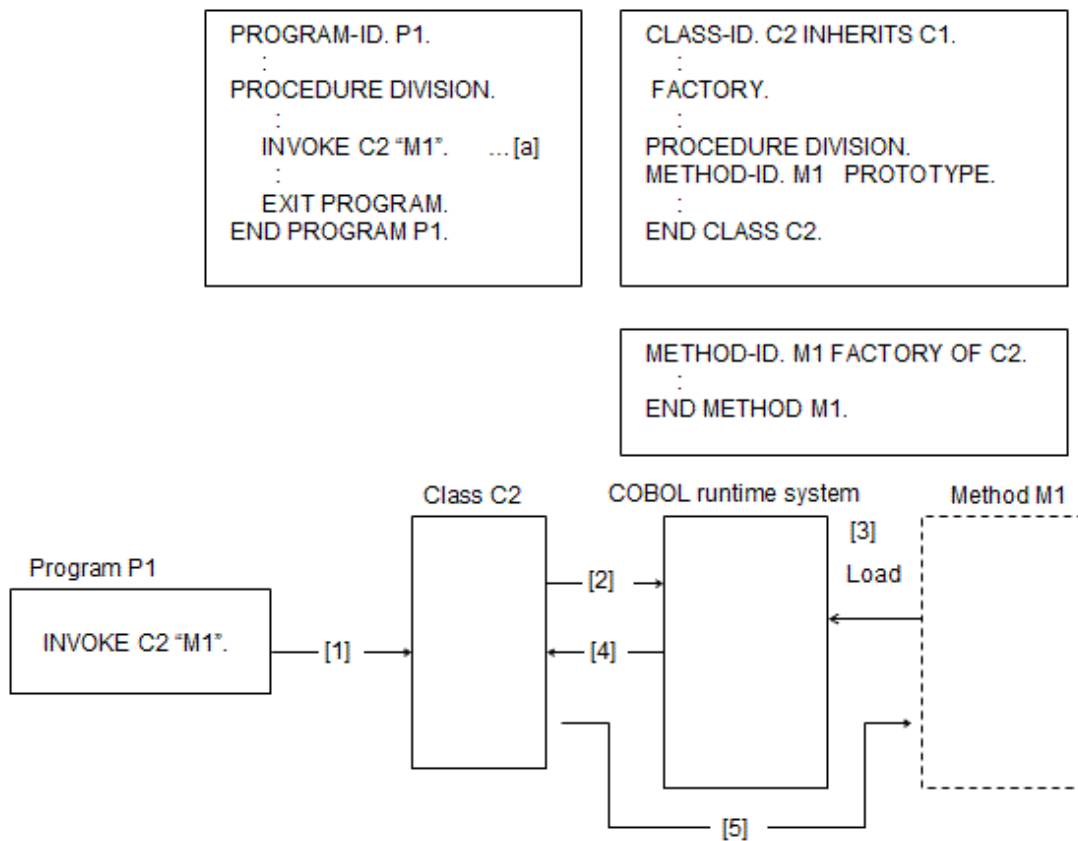 PROGRAM-ID. P1.
:
PROCEDURE DIVISION.
:
INVOKE C2 “M1”. ...[a]
:
EXIT PROGRAM.
END PROGRAM P1.
CLASS-ID. C2 INHERITS C1.
:
FACTORY.
:
PROCEDURE DIVISION.
METHOD-ID. M1 PROTOTYPE.
:
END CLASS C2.
METHOD-ID. M1 FACTORY OF C2.
:
END METHOD M1.
Class C2
COBOL runtime system
Method M1
Program P1
INVOKE C2 “M1”.
[1]
[2]
[3]
Load
[4]
[5]